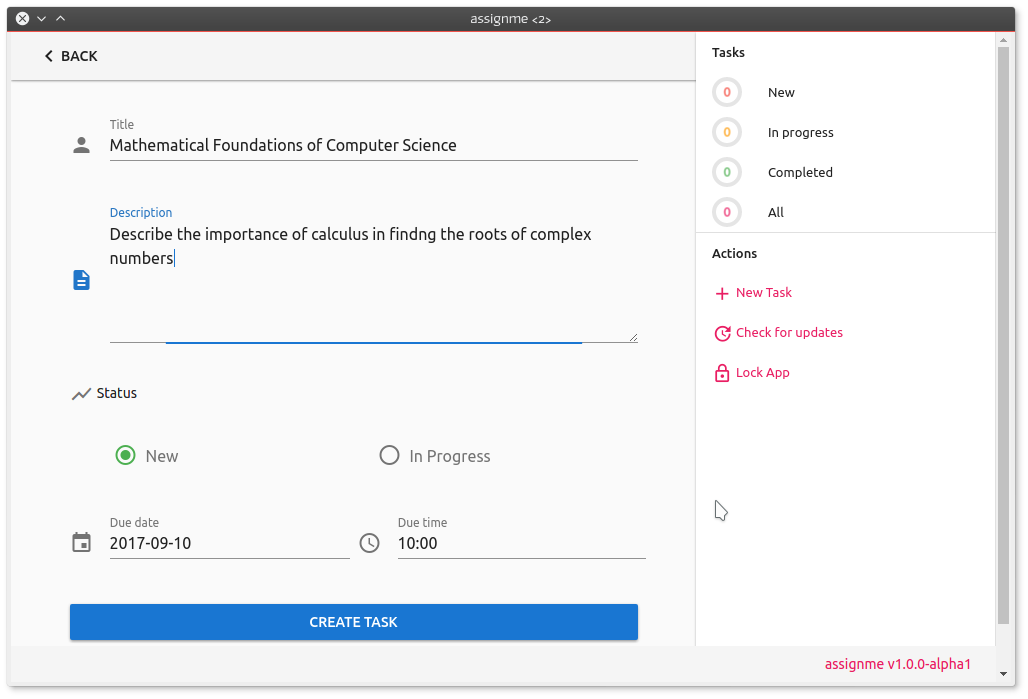 assignme <2>
BACK
Title
Mathematical Foundations of Computer Science
Description
Describe the importance of calculus in findng the roots of complex
numbers
Status
New
In Progress
Due date
2017-09-10
Due time
10:00
CREATE TASK
Tasks
0 New
0 In progress
0 Completed
0 All
Actions
New Task
Check for updates
Lock App
assignme v1.0.0-alpha1